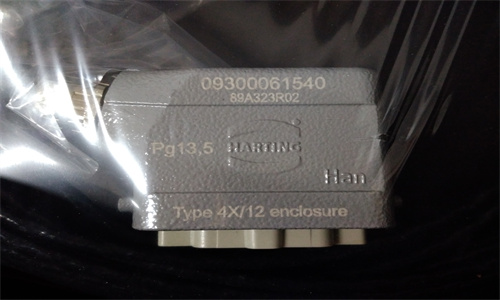 09300061540
89A323R02
Pg13,5
HARTING
Han
Type 4X/12 enclosure